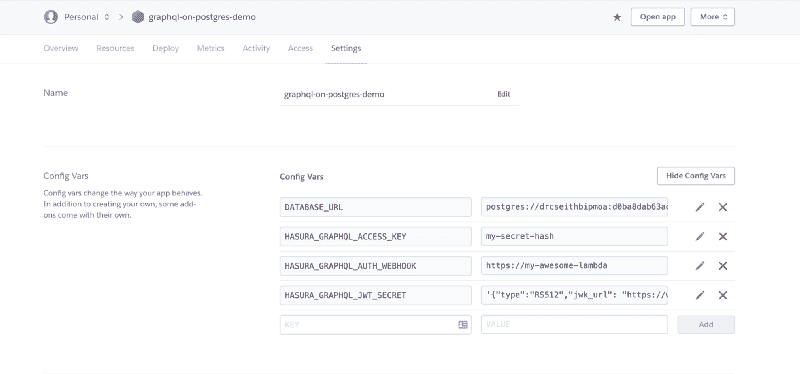 Personal > graphql-on-postgres-demo Open app More
Overview Resources Deploy Metrics Activity Access Settings
Name graphql-on-postgres-demo Edit
Config Vars Config Vars Hide Config Vars
Config vars change the way your app behaves.
In addition to creating your own, some add-
ons come with their own.
DATABASE_URL postgres://drcseithbipmoa:d0ba8dab63ac
HASURA_GRAPHQL_ACCESS_KEY my-secret-hash
HASURA_GRAPHQL_AUTH_WEBHOOK https://my-awesome-lambda
HASURA_GRAPHQL_JWT_SECRET '{"type":"RS512","jwk_url": "https://
KEY VALUE Add